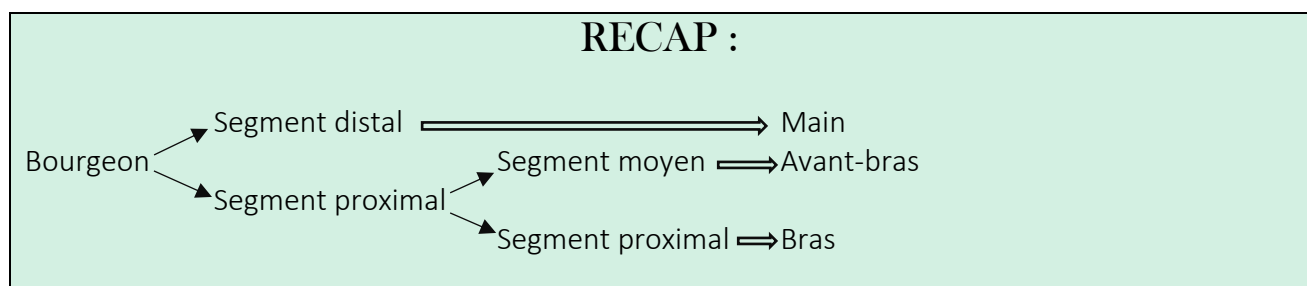 RECAP :
Segment distal Main
Bourgeon Segment moyen Avant-bras
Segment proximal
Segment proximal Bras